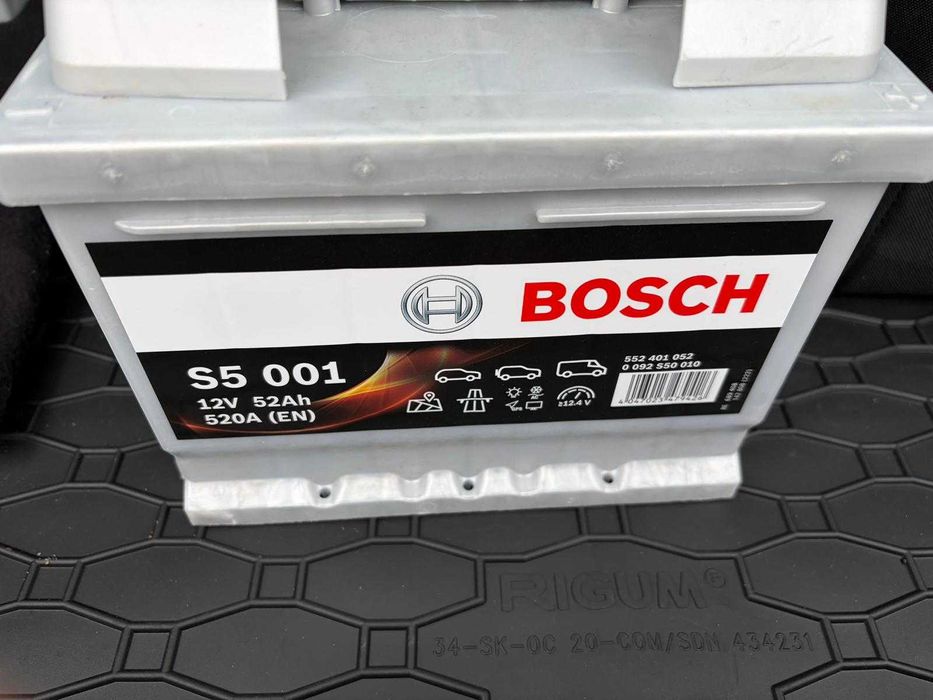 BOSCH
S5 001
12V 52Ah
520A (EN)
552 401 052
0 092 S50 010
≥12.4 V
GPS
RIGUM®
34-SK-OC 20-COM/SDN 434231